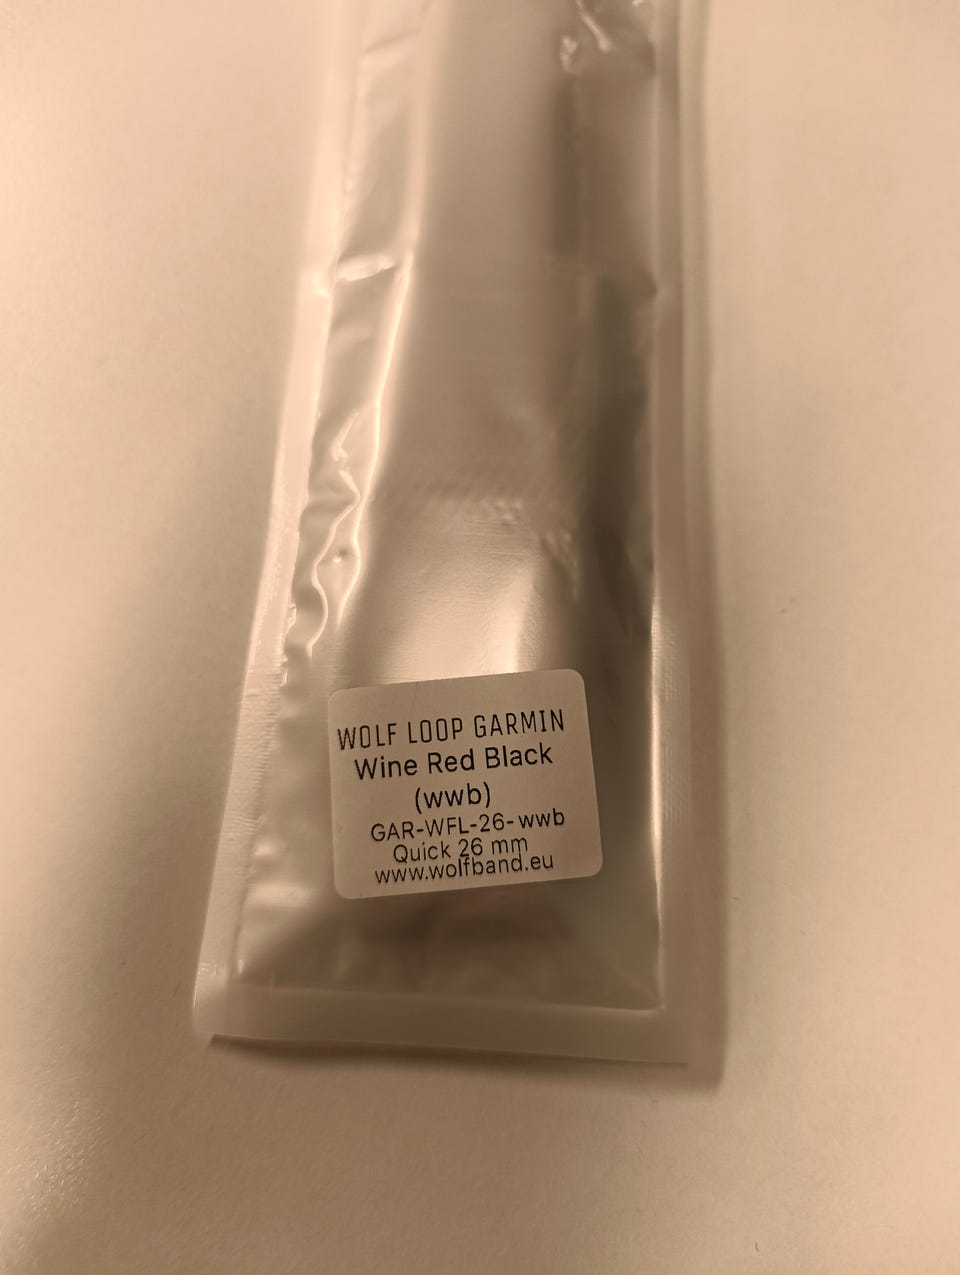 WOLF LOOP GARMIN
Wine Red Black
(wwb)
GAR-WFL-26-wwb
Quick 26 mm
www.wolfband.eu